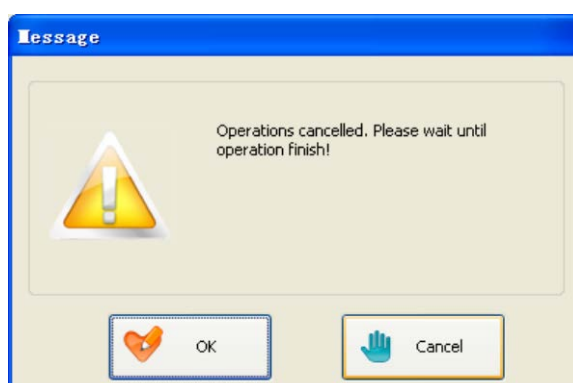 Message
Operations cancelled. Please wait until
operation finish!
OK
Cancel